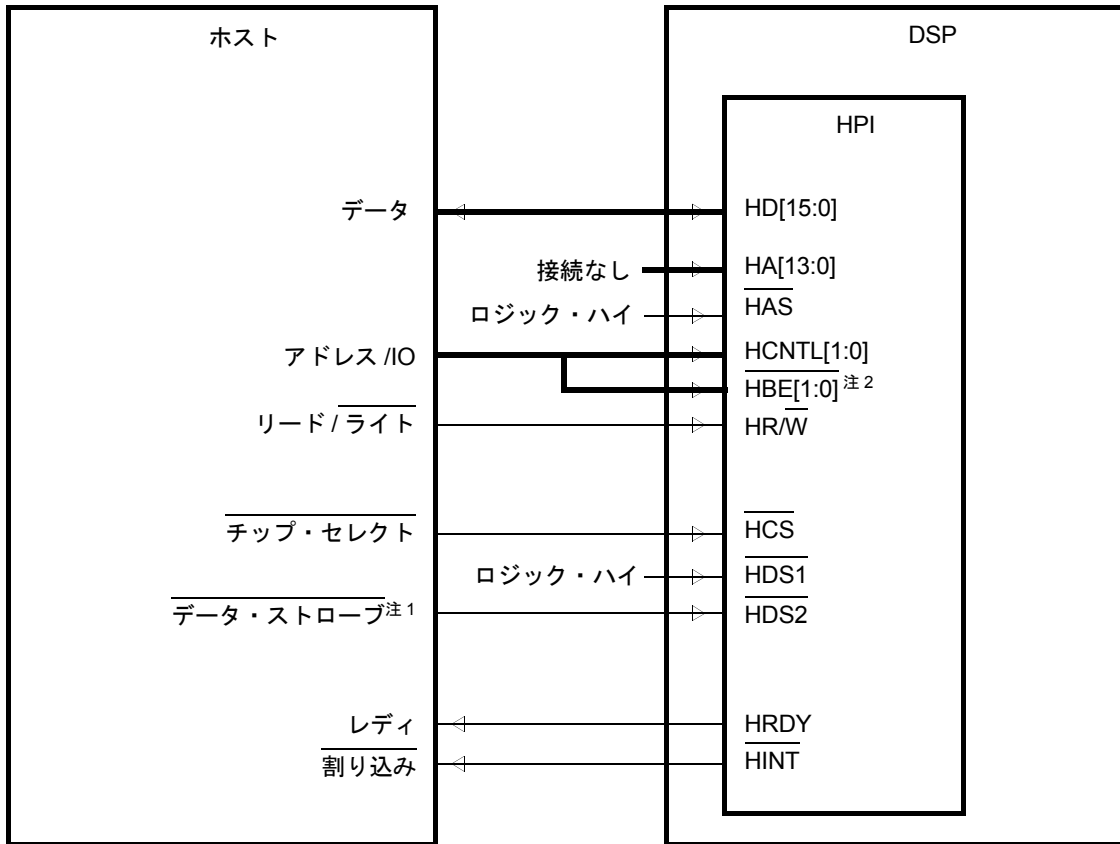 ホスト
DSP
HPI
データ
HD[15:0]
接続なし
HA[13:0]
ロジック・ハイ
HAS
アドレス /IO
HCNTL[1:0]
HBE[1:0] 注 2
リード / ライト
HR/W
チップ・セレクト
HCS
ロジック・ハイ
HDS1
データ・ストローブ注 1
HDS2
レディ
HRDY
割り込み
HINT